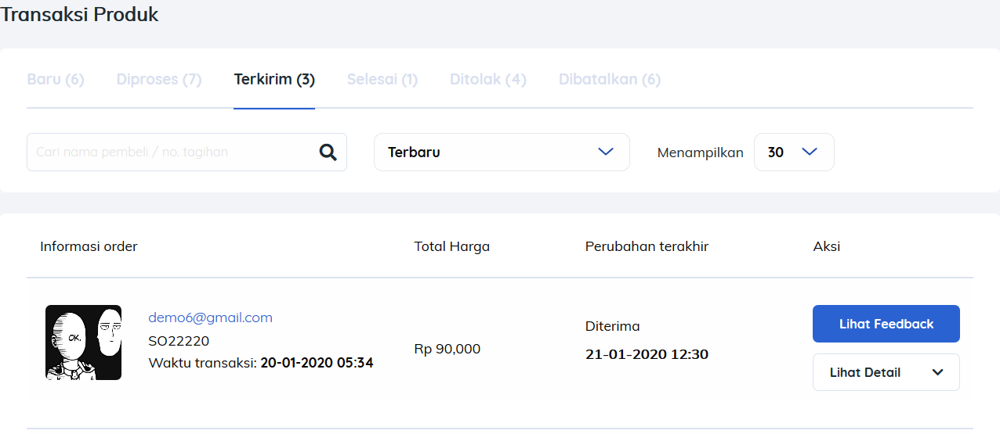 Transaksi Produk
Baru (6) Diproses (7) Terkirim (3) Selesai (1) Ditolak (4) Dibatalkan (6)
Cari nama pembeli / no. tagihan Terbaru Menampilkan 30
Informasi order Total Harga Perubahan terakhir Aksi
demo6@gmail.com
SO22220
Waktu transaksi: 20-01-2020 05:34
OK.
Rp 90,000
Diterima
21-01-2020 12:30
Lihat Feedback
Lihat Detail